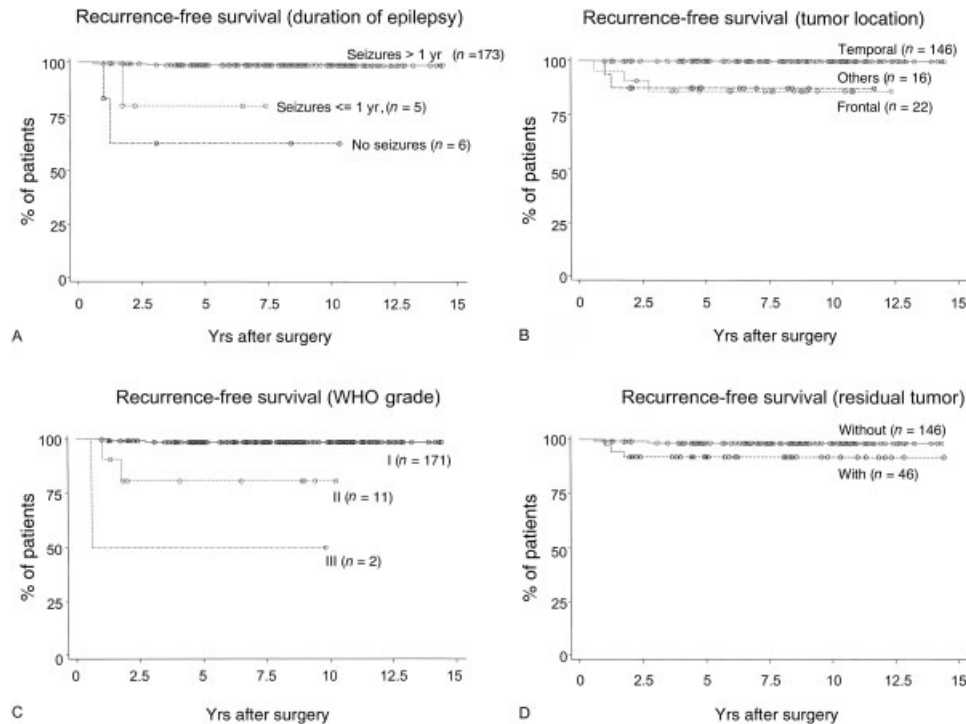 Recurrence-free survival (duration of epilepsy)
100
75
50
25
0
% of patients
Seizures > 1 yr (n =173)
Seizures <= 1 yr, (n = 5)
No seizures (n = 6)
0 2.5 5 7.5 10 12.5 15
Yrs after surgery
A
Recurrence-free survival (tumor location)
100
75
50
25
0
% of patients
Temporal (n = 146)
Others (n = 16)
Frontal (n = 22)
0 2.5 5 7.5 10 12.5 15
Yrs after surgery
B
Recurrence-free survival (WHO grade)
100
75
50
25
0
% of patients
I (n = 171)
II (n = 11)
III (n = 2)
0 2.5 5 7.5 10 12.5 15
Yrs after surgery
C
Recurrence-free survival (residual tumor)
100
75
50
25
0
% of patients
Without (n = 146)
With (n = 46)
0 2.5 5 7.5 10 12.5 15
Yrs after surgery
D